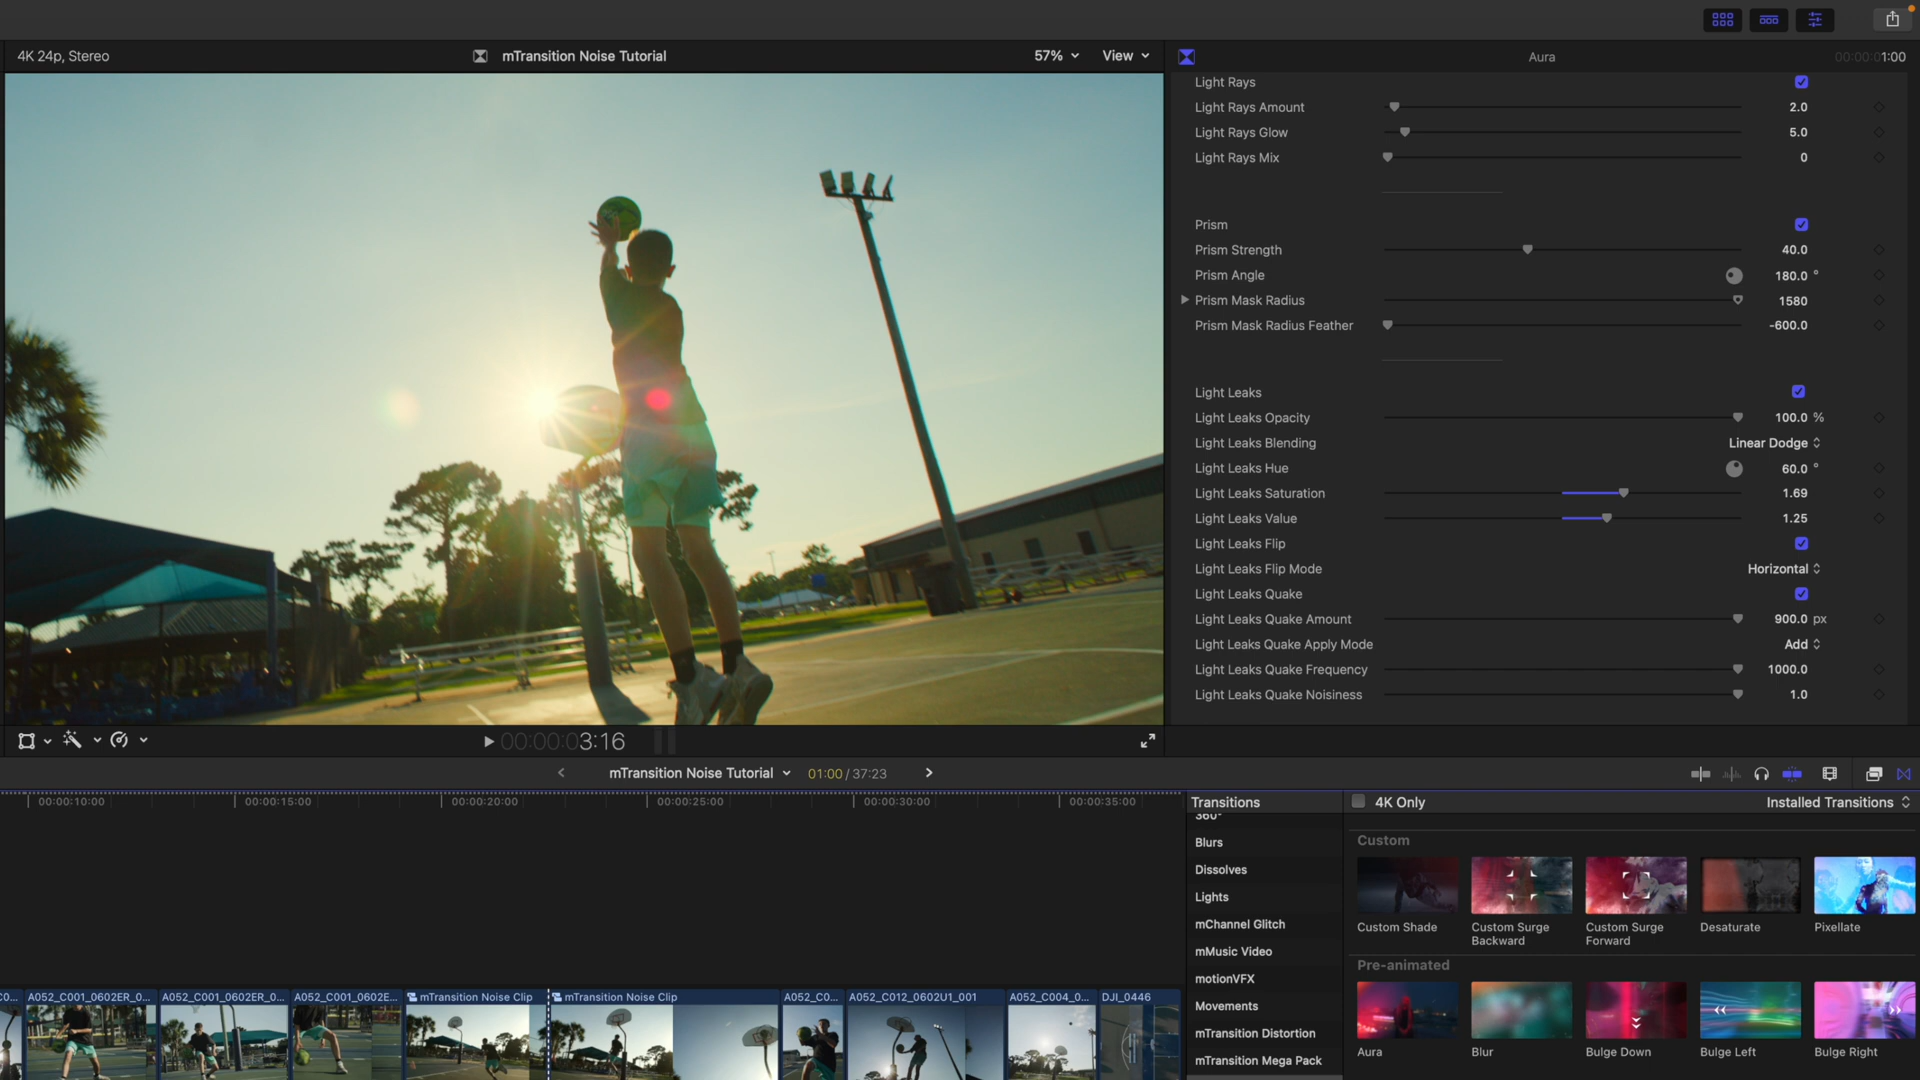 4K 24p, Stereo
mTransition Noise Tutorial
57%
View
Aura
00:00:01:00
Light Rays
Light Rays Amount
2.0
Light Rays Glow
5.0
Light Rays Mix
0
Prism
Prism Strength
40.0
Prism Angle
180.0 °
Prism Mask Radius
1580
Prism Mask Radius Feather
-600.0
Light Leaks
Light Leaks Opacity
100.0 %
Light Leaks Blending
Linear Dodge
Light Leaks Hue
60.0 °
Light Leaks Saturation
1.69
Light Leaks Value
1.25
Light Leaks Flip
Light Leaks Flip Mode
Horizontal
Light Leaks Quake
Light Leaks Quake Amount
900.0 px
Light Leaks Quake Apply Mode
Add
Light Leaks Quake Frequency
1000.0
Light Leaks Quake Noisiness
1.0
00:00:03:16
mTransition Noise Tutorial
01:00 / 37:23
00:00:10:00
00:00:15:00
00:00:20:00
00:00:25:00
00:00:30:00
00:00:35:00
Transitions
4K Only
Installed Transitions
360°
Blurs
Dissolves
Lights
mChannel Glitch
mMusic Video
motionVFX
Movements
mTransition Distortion
mTransition Mega Pack
Custom
Custom Shade
Custom Surge Backward
Custom Surge Forward
Desaturate
Pixellate
Pre-animated
Aura
Blur
Bulge Down
Bulge Left
Bulge Right
A052_C001_0602ER_0...
A052_C001_0602ER_0...
A052_C001_0602E...
mTransition Noise Clip
mTransition Noise Clip
A052_C0...
A052_C012_0602U1_001
A052_C004_0...
DJI_0446